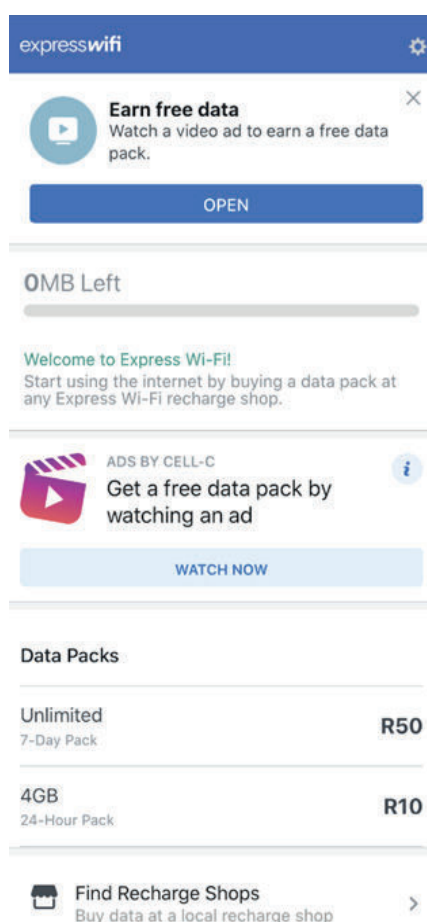 expresswifi
Earn free data
Watch a video ad to earn a free data
pack.
OPEN
0MB Left
Welcome to Express Wi-Fi!
Start using the internet by buying a data pack at
any Express Wi-Fi recharge shop.
ADS BY CELL-C
i
Get a free data pack by
watching an ad
WATCH NOW
Data Packs
Unlimited
7-Day Pack
R50
4GB
24-Hour Pack
R10
Find Recharge Shops
Buy data at a local recharge shop